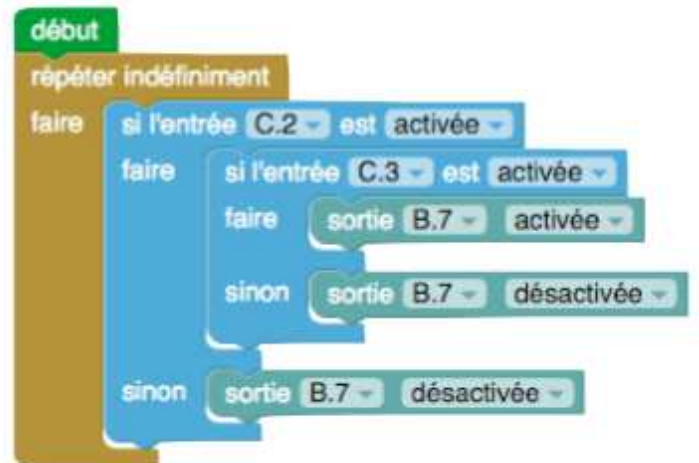 début
répéter indéfiniment
faire si l'entrée C.2 est activée
faire si l'entrée C.3 est activée
faire sortie B.7 activée
sinon sortie B.7 désactivée
sinon sortie B.7 désactivée